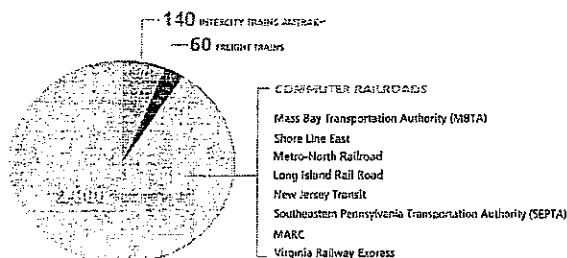 140 INTERCITY TRAINS AMTRAK
60 FREIGHT TRAINS
COMMUTER RAILROADS
Mass Bay Transportation Authority (MBTA)
Shore Line East
Metro-North Railroad
Long Island Rail Road
New Jersey Transit
Southeastern Pennsylvania Transportation Authority (SEPTA)
MARC
Virginia Railway Express